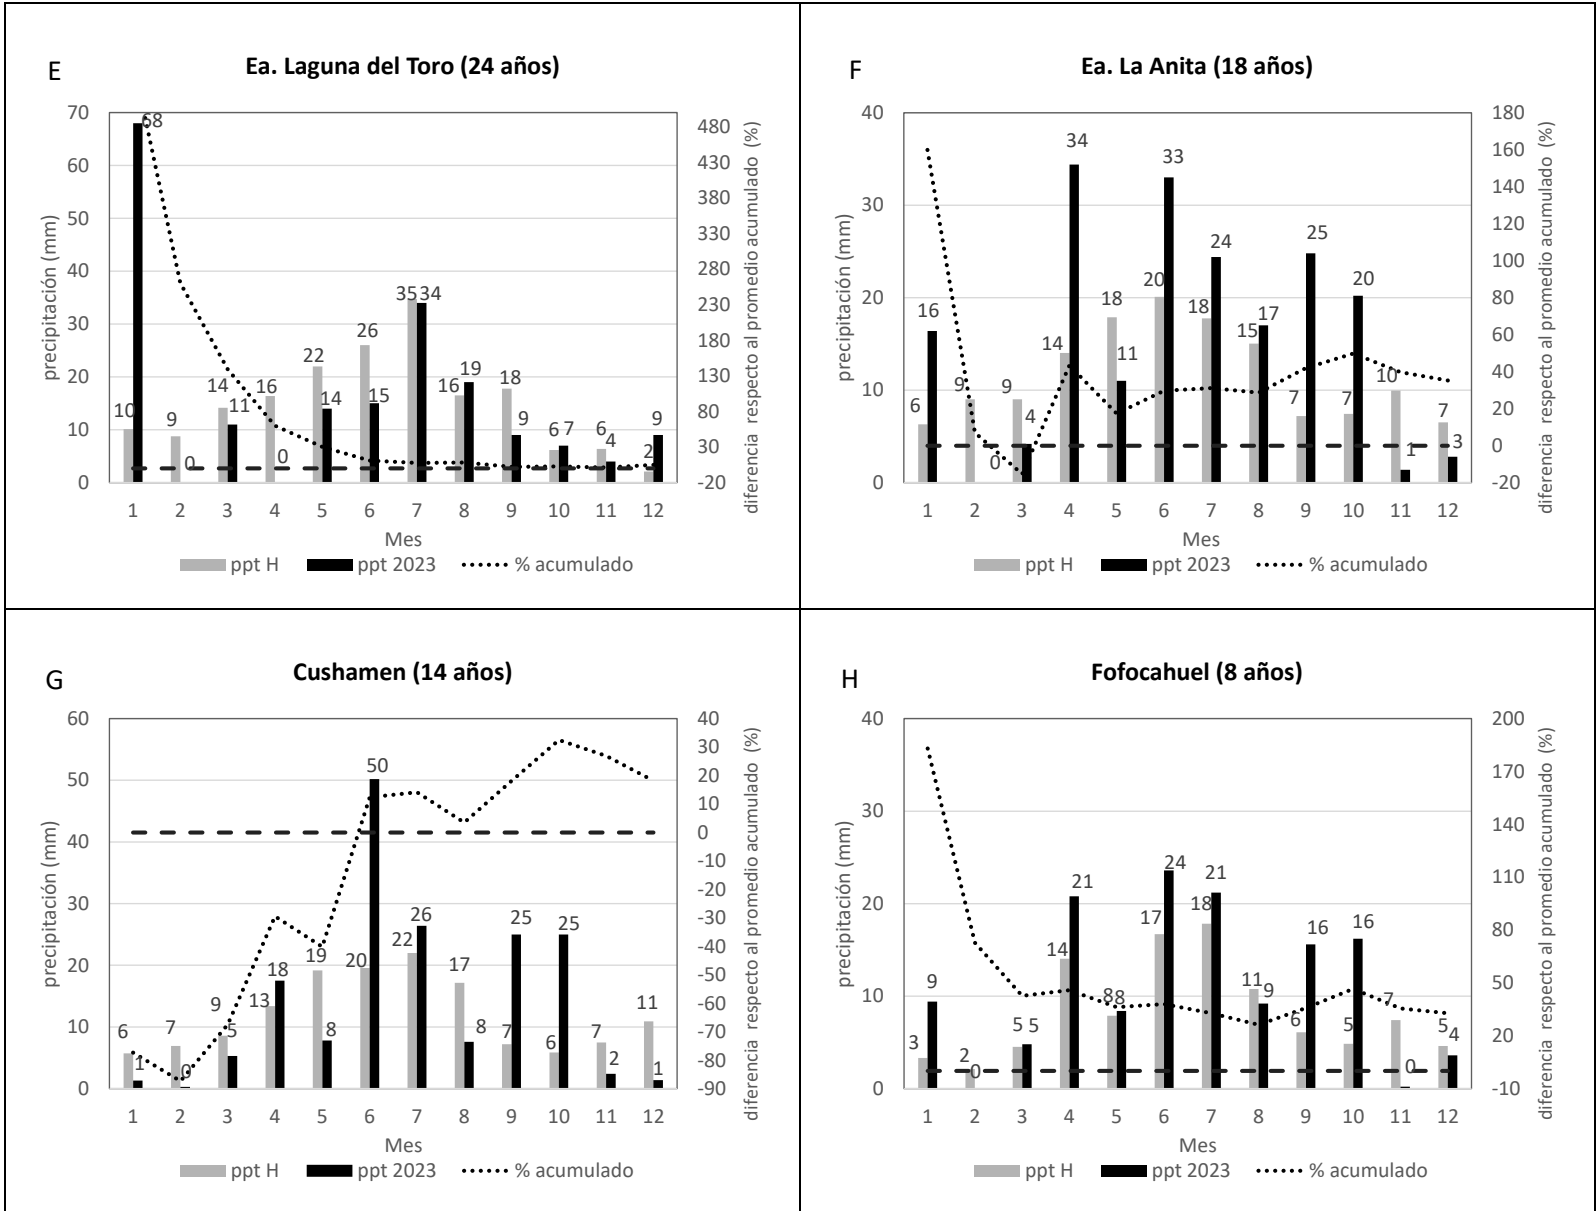 E
Ea. Laguna del Toro (24 años)
precipitación (mm)
diferencia respecto al promedio acumulado (%)
70 60 50 40 30 20 10 0
480 430 380 330 280 230 180 130 80 30 -20
10 9 14 16 22 26 35 16 18 6 6 2
68 0 11 0 14 15 34 19 9 7 4 9
1 2 3 4 5 6 7 8 9 10 11 12
Mes
ppt H ppt 2023 % acumulado
F
Ea. La Anita (18 años)
precipitación (mm)
diferencia respecto al promedio acumulado (%)
40 30 20 10 0
180 160 140 120 100 80 60 40 20 0 -20
6 9 9 14 18 20 18 15 7 7 10 7
16 0 4 34 11 33 24 17 25 20 1 3
1 2 3 4 5 6 7 8 9 10 11 12
Mes
ppt H ppt 2023 % acumulado
G
Cushamen (14 años)
precipitación (mm)
diferencia respecto al promedio acumulado (%)
60 50 40 30 20 10 0
40 30 20 10 0 -10 -20 -30 -40 -50 -60 -70 -80 -90
6 7 9 13 19 20 22 17 7 6 7 11
1 0 5 18 8 50 26 8 25 25 2 1
1 2 3 4 5 6 7 8 9 10 11 12
Mes
ppt H ppt 2023 % acumulado
H
Fofocahuel (8 años)
precipitación (mm)
diferencia respecto al promedio acumulado (%)
40 30 20 10 0
200 170 140 110 80 50 20 -10
3 2 5 14 8 17 18 11 6 5 7 5
9 0 5 21 8 24 21 9 16 16 0 4
1 2 3 4 5 6 7 8 9 10 11 12
Mes
ppt H ppt 2023 % acumulado